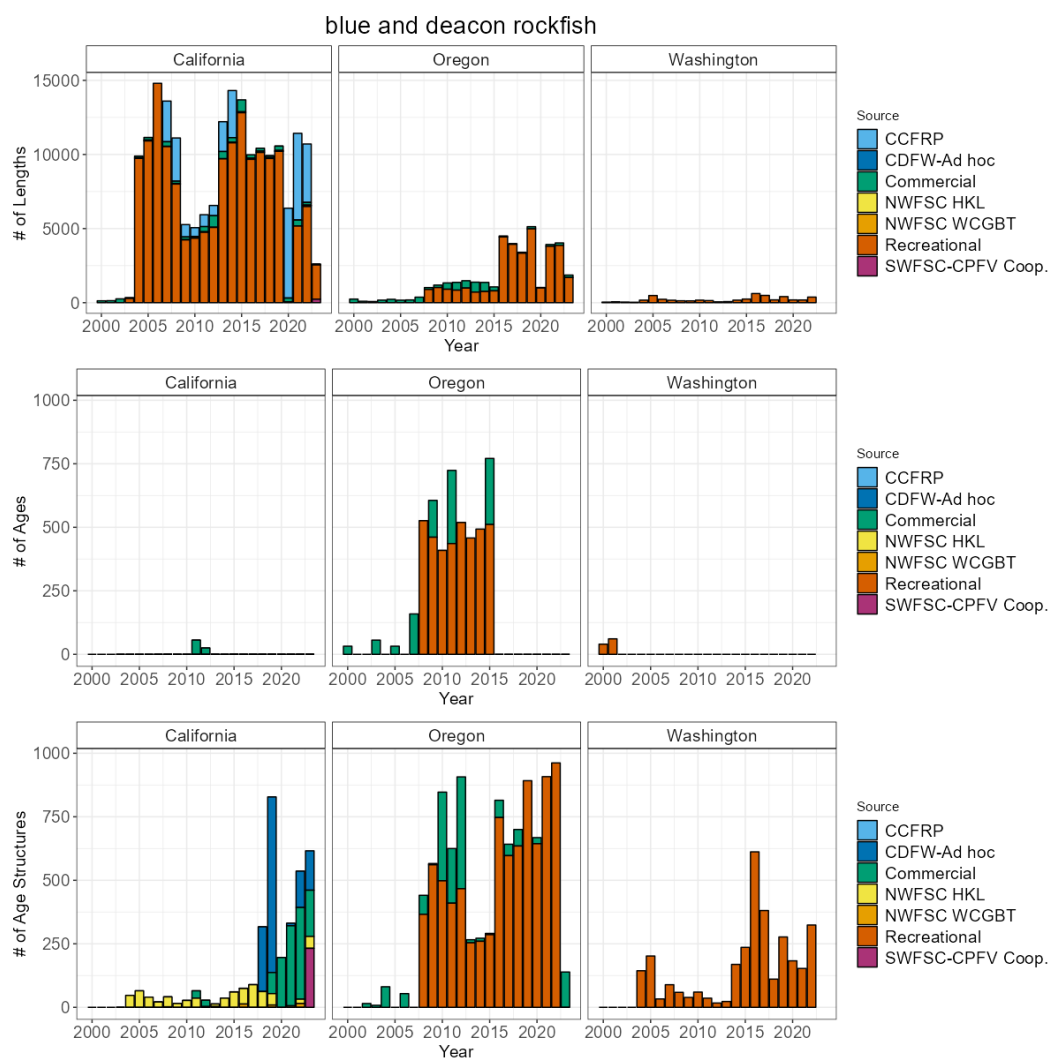 blue and deacon rockfish
California Oregon Washington
15000
10000
5000
0
# of Lengths
2000 2005 2010 2015 2020 2000 2005 2010 2015 2020 2000 2005 2010 2015 2020
Year
Source
CCFRP
CDFW-Ad hoc
Commercial
NWFSC HKL
NWFSC WCGBT
Recreational
SWFSC-CPFV Coop.
California Oregon Washington
1000
750
500
250
0
# of Ages
2000 2005 2010 2015 2020 2000 2005 2010 2015 2020 2000 2005 2010 2015 2020
Year
Source
CCFRP
CDFW-Ad hoc
Commercial
NWFSC HKL
NWFSC WCGBT
Recreational
SWFSC-CPFV Coop.
California Oregon Washington
1000
750
500
250
0
# of Age Structures
2000 2005 2010 2015 2020 2000 2005 2010 2015 2020 2000 2005 2010 2015 2020
Year
Source
CCFRP
CDFW-Ad hoc
Commercial
NWFSC HKL
NWFSC WCGBT
Recreational
SWFSC-CPFV Coop.